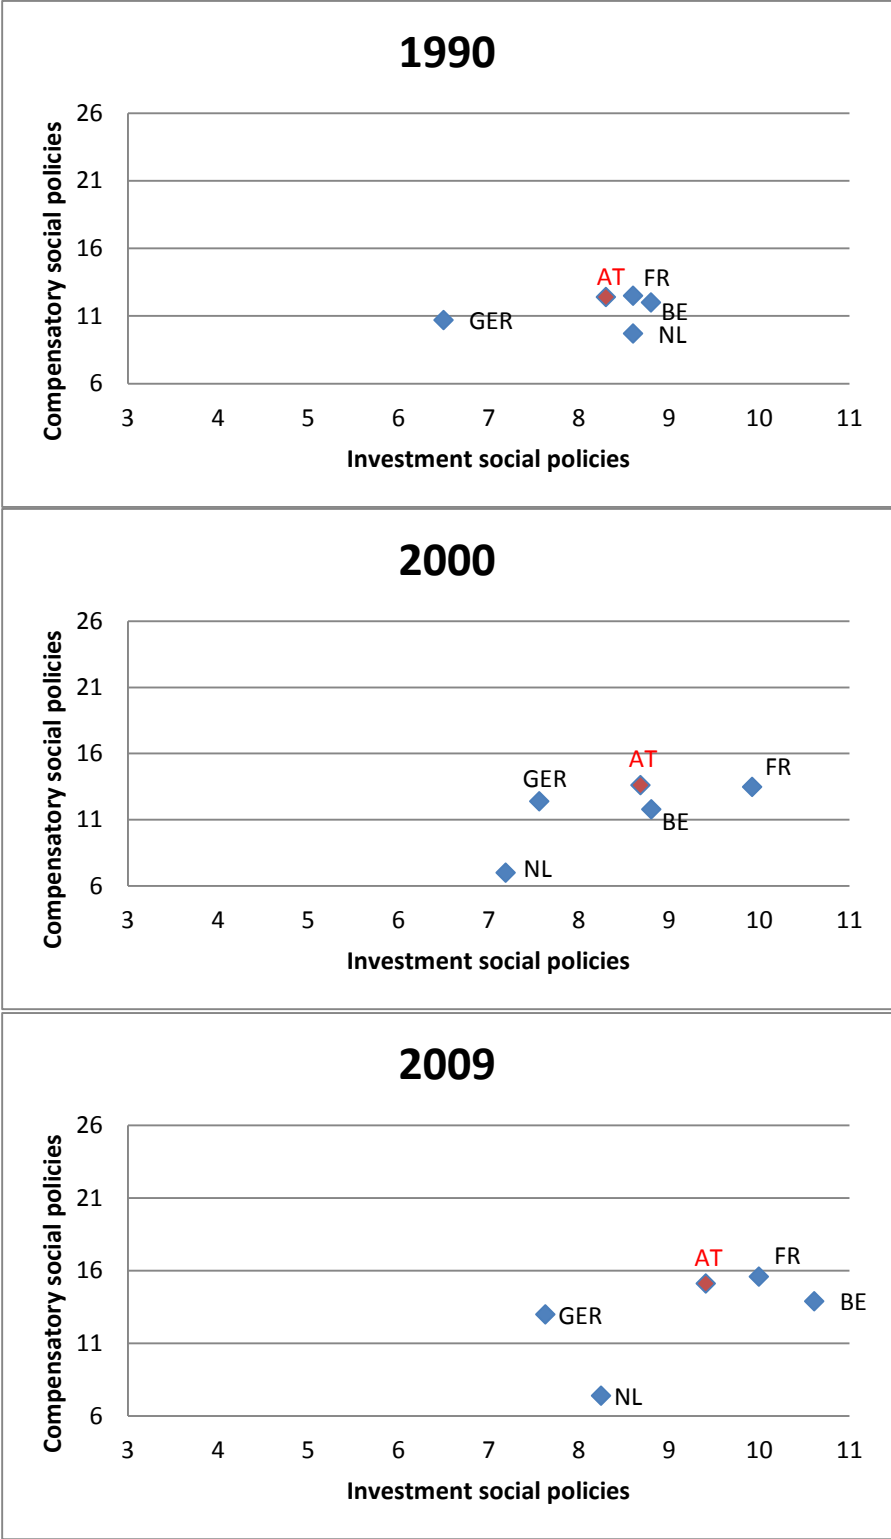 1990
Compensatory social policies
26
21
16
11
6
AT
FR
BE
GER
NL
3 4 5 6 7 8 9 10 11
Investment social policies
2000
Compensatory social policies
26
21
16
11
6
AT
FR
GER
BE
NL
3 4 5 6 7 8 9 10 11
Investment social policies
2009
Compensatory social policies
26
21
16
11
6
AT
FR
BE
GER
NL
3 4 5 6 7 8 9 10 11
Investment social policies